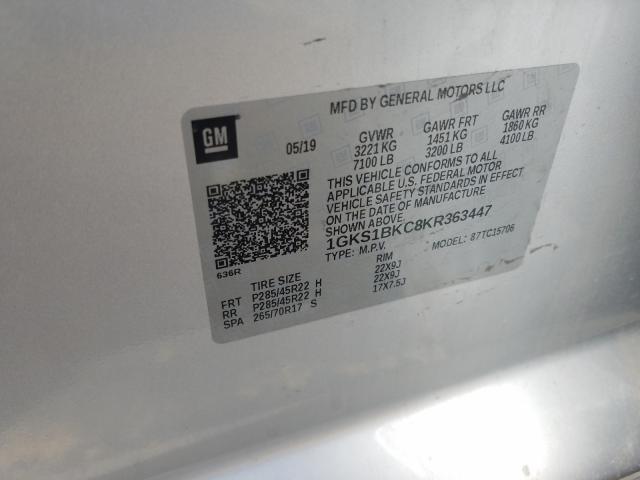 MFD BY GENERAL MOTORS LLC
GM
05/19 GVWR GAWR FRT GAWR RR
3221 KG 1451 KG 1860 KG
7100 LB 3200 LB 4100 LB
THIS VEHICLE CONFORMS TO ALL
APPLICABLE U.S. FEDERAL MOTOR
VEHICLE SAFETY STANDARDS IN EFFECT
ON THE DATE OF MANUFACTURE
SHOWN ABOVE.
1GKS1BKC8KR363447
TYPE: M.P.V. MODEL: 87TC15706
636R
TIRE SIZE RIM
FRT P285/45R22 H 22X9J
RR P285/45R22 H 22X9J
SPA 265/70R17 S 17X7.5J